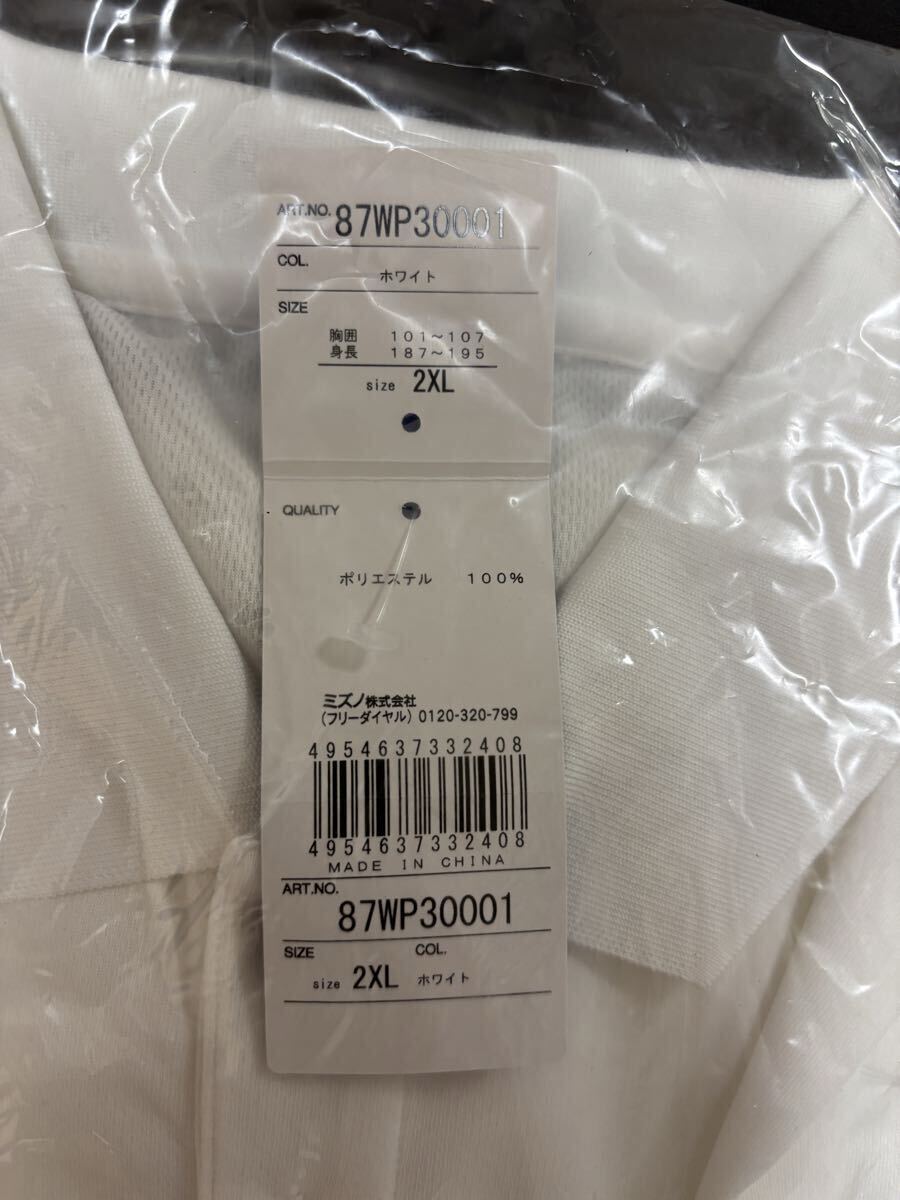 ART.NO. 87WP30001
COL.
ホワイト
SIZE
胸囲 101~107
身長 187~195
size 2XL
QUALITY
ポリエステル 100%
ミズノ株式会社
(フリーダイヤル) 0120-320-799
4954637332408
4954637332408
MADE IN CHINA
ART.NO.
87WP30001
SIZE COL.
size 2XL ホワイト